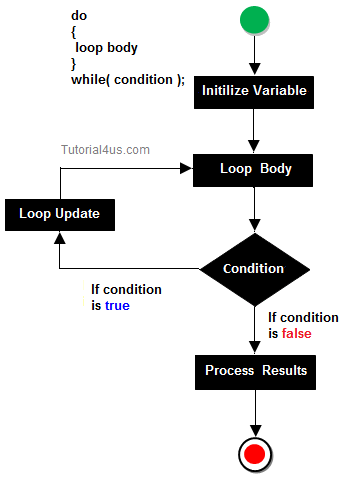 do
{
loop body
}
while( condition );
Initilize Variable
Tutorial4us.com
Loop Body
Loop Update
Condition
If condition
is true
If condition
is false
Process Results